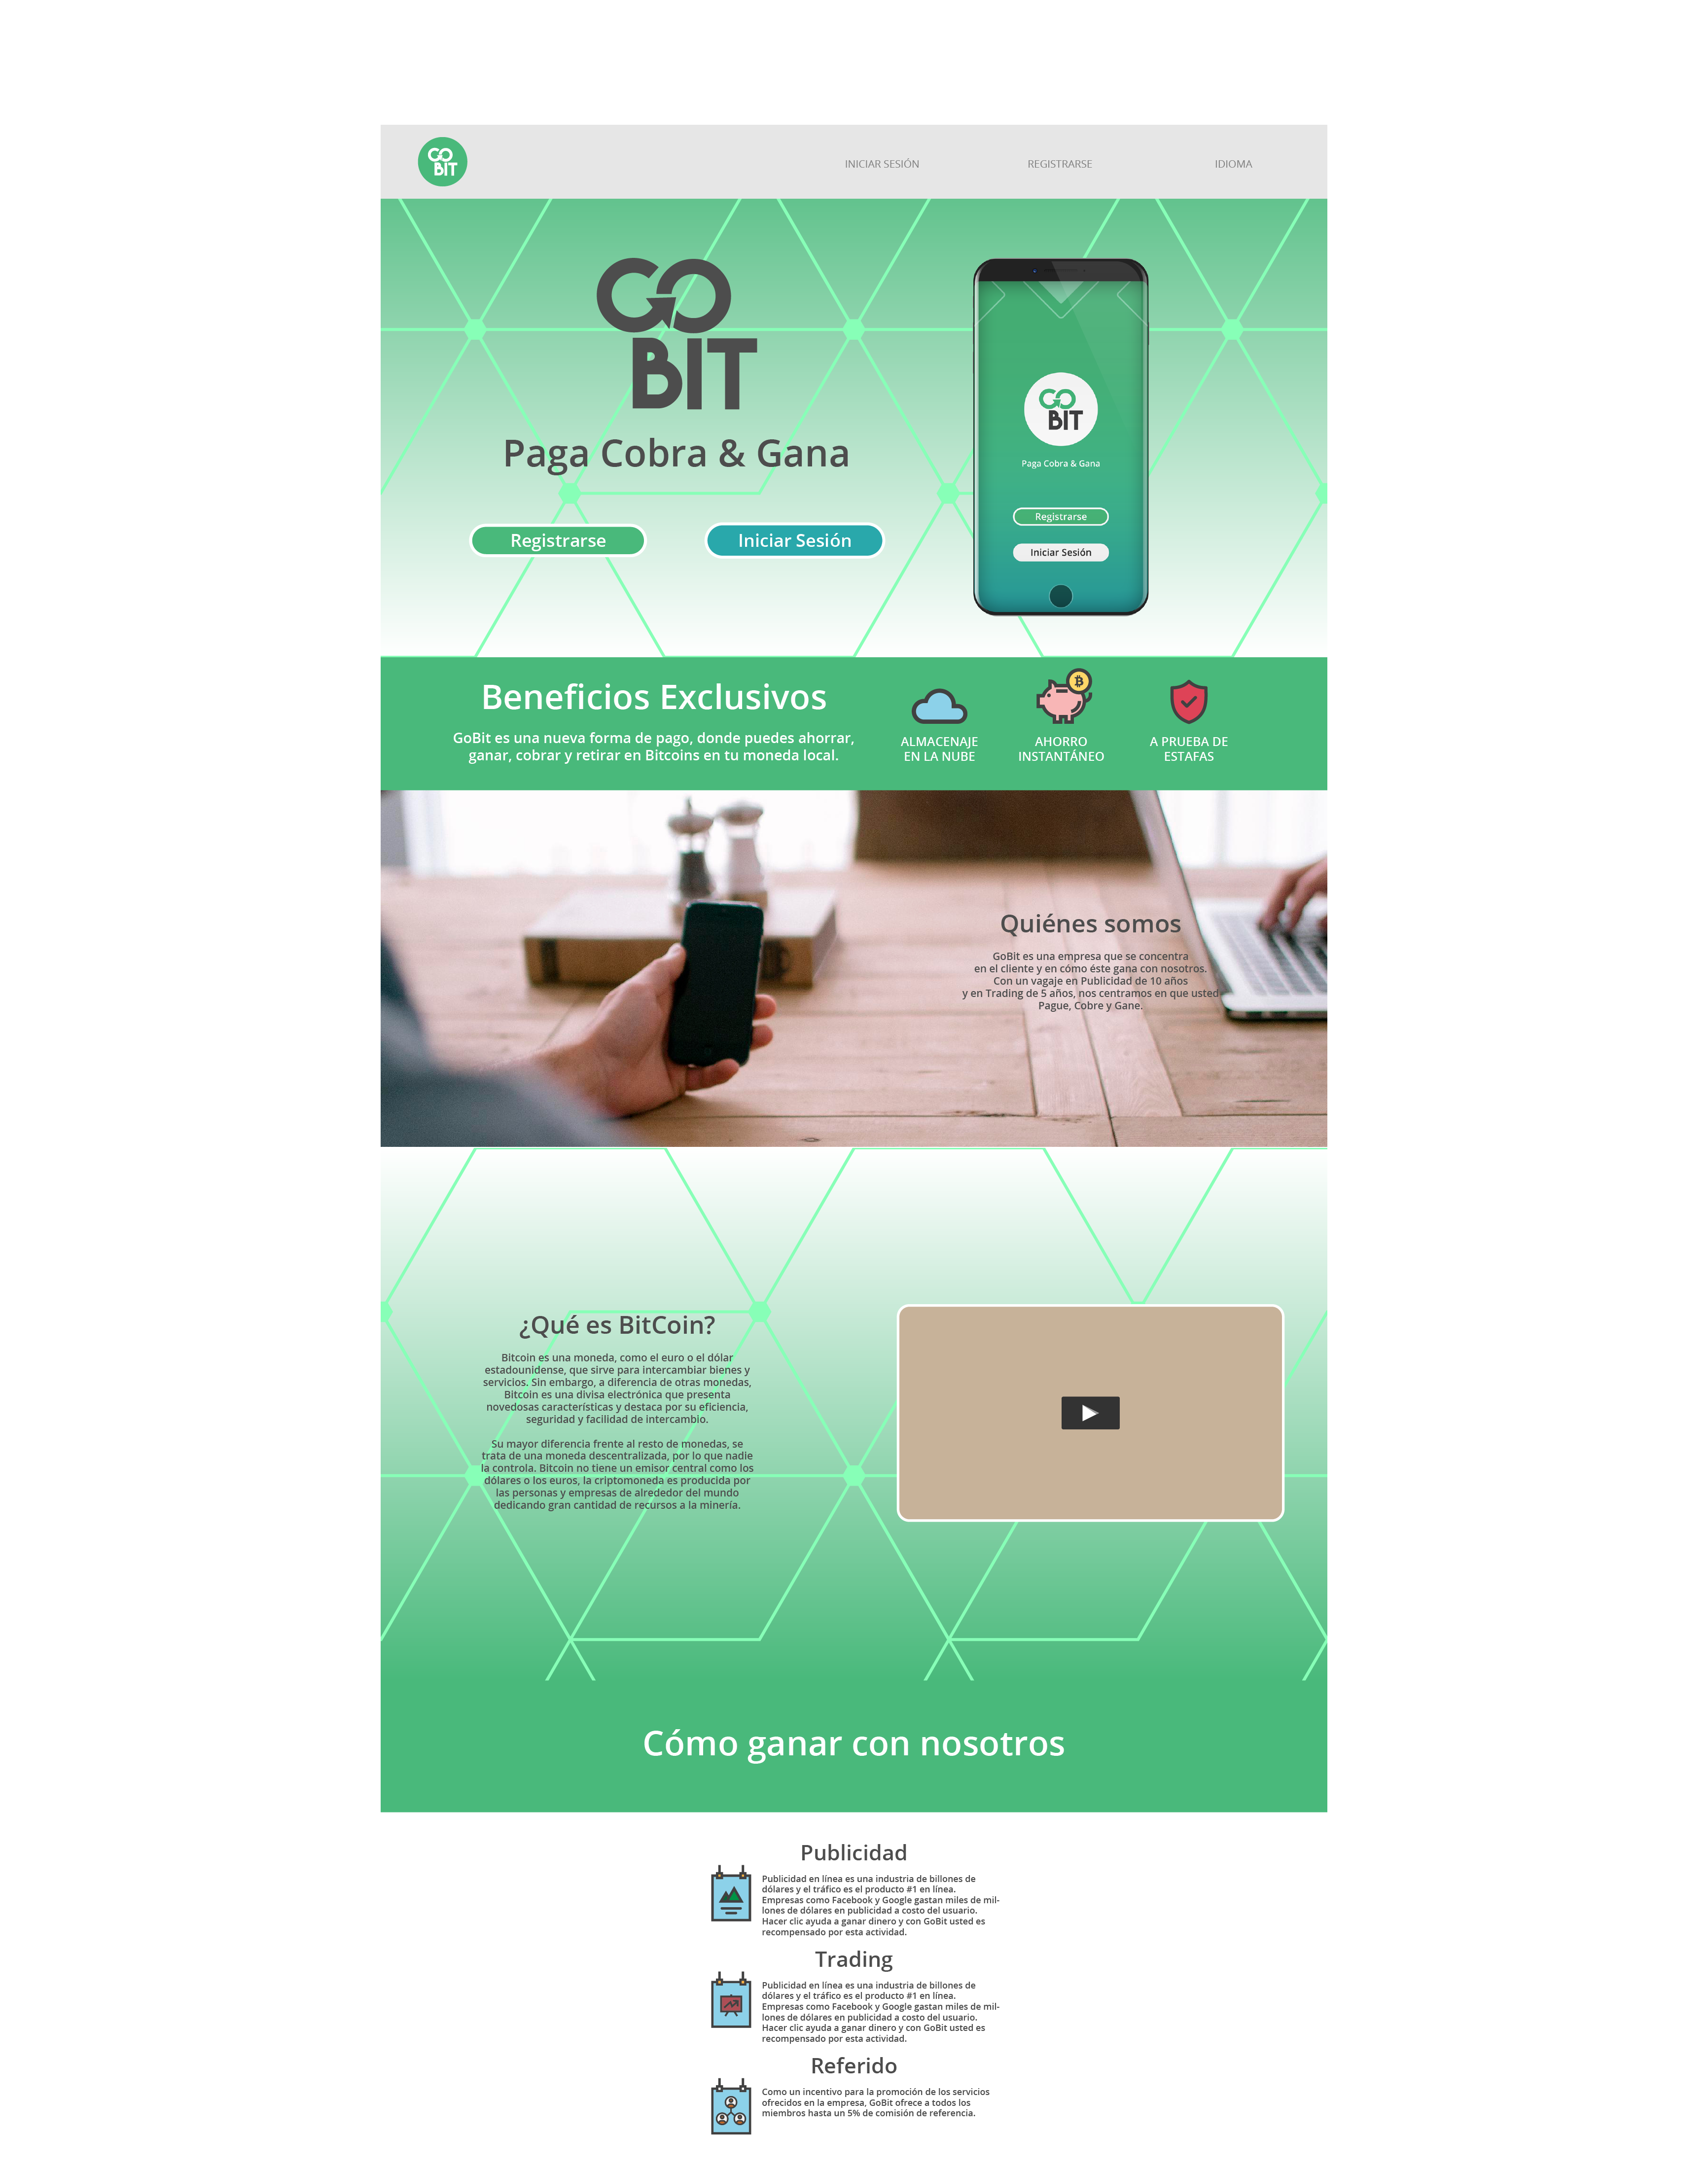 GO
BIT
INICIAR SESIÓN
REGISTRARSE
IDIOMA
GO
BIT
Paga Cobra & Gana
Registrarse
Iniciar Sesión
GO
BIT
Paga Cobra & Gana
Registrarse
Iniciar Sesión
Beneficios Exclusivos
GoBit es una nueva forma de pago, donde puedes ahorrar,
ganar, cobrar y retirar en Bitcoins en tu moneda local.
ALMACENAJE
EN LA NUBE
AHORRO
INSTANTÁNEO
A PRUEBA DE
ESTAFAS
Quiénes somos
GoBit es una empresa que se concentra
en el cliente y en cómo éste gana con nosotros.
Con un vagaje en Publicidad de 10 años
y en Trading de 5 años, nos centramos en que usted
Pague, Cobre y Gane.
¿Qué es BitCoin?
Bitcoin es una moneda, como el euro o el dólar
estadounidense, que sirve para intercambiar bienes y
servicios. Sin embargo, a diferencia de otras monedas,
Bitcoin es una divisa electrónica que presenta
novedosas características y destaca por su eficiencia,
seguridad y facilidad de intercambio.
Su mayor diferencia frente al resto de monedas, se
trata de una moneda descentralizada, por lo que nadie
la controla. Bitcoin no tiene un emisor central como los
dólares o los euros, la criptomoneda es producida por
las personas y empresas de alrededor del mundo
dedicando gran cantidad de recursos a la minería.
Cómo ganar con nosotros
Publicidad
Publicidad en línea es una industria de billones de
dólares y el tráfico es el producto #1 en línea.
Empresas como Facebook y Google gastan miles de mil-
lones de dólares en publicidad a costo del usuario.
Hacer clic ayuda a ganar dinero y con GoBit usted es
recompensado por esta actividad.
Trading
Publicidad en línea es una industria de billones de
dólares y el tráfico es el producto #1 en línea.
Empresas como Facebook y Google gastan miles de mil-
lones de dólares en publicidad a costo del usuario.
Hacer clic ayuda a ganar dinero y con GoBit usted es
recompensado por esta actividad.
Referido
Como un incentivo para la promoción de los servicios
ofrecidos en la empresa, GoBit ofrece a todos los
miembros hasta un 5% de comisión de referencia.